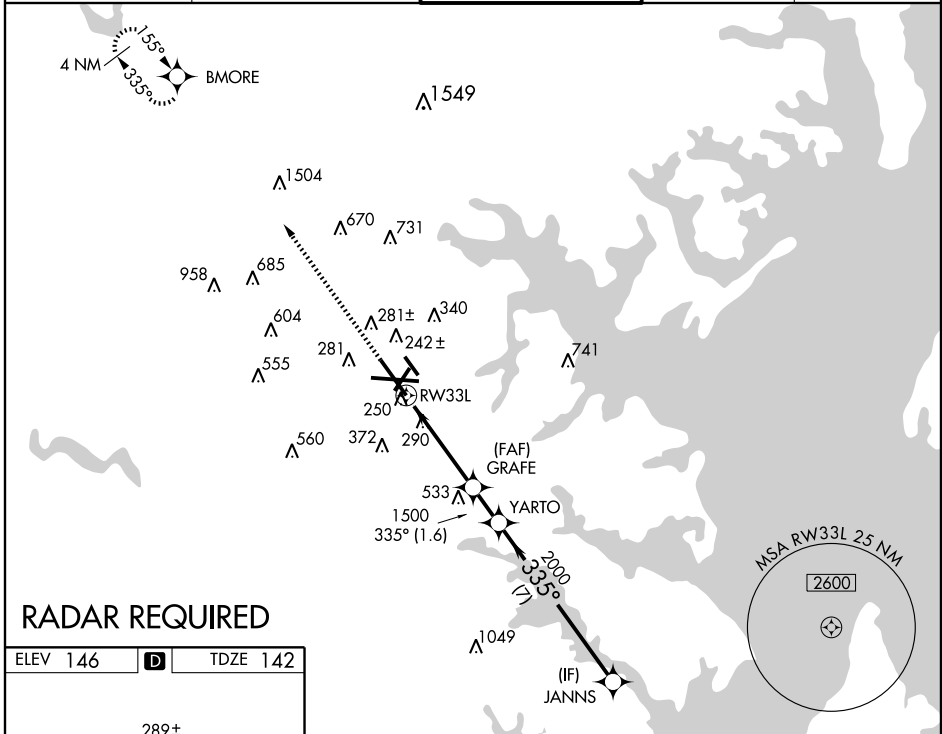 155°
4 NM
335°
BMORE
1549
1504
670
731
958
685
604
281±
340
242±
281
555
741
RW33L
250
290
372
560
(FAF)
GRAFE
533
YARTO
1500
335° (1.6)
2000
335°
(7)
MSA RW33L 25 NM
2600
RADAR REQUIRED
1049
(IF)
JANNS
ELEV 146 D TDZE 142
289±